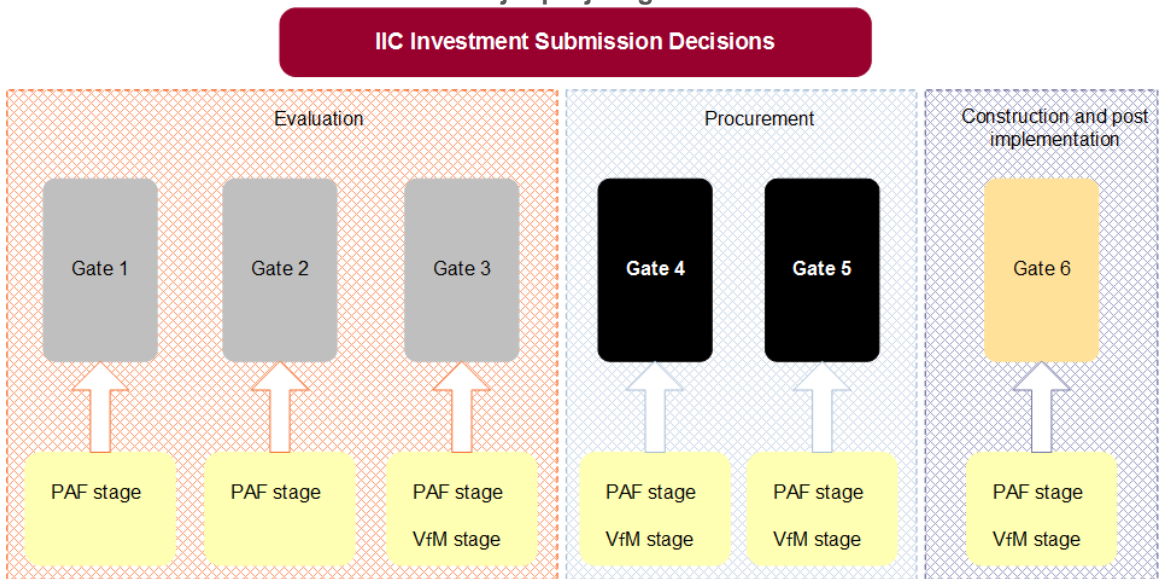 IIC Investment Submission Decisions
Evaluation
Procurement
Construction and post
implementation
Gate 1
Gate 2
Gate 3
Gate 4
Gate 5
Gate 6
PAF stage
PAF stage
PAF stage
VfM stage
PAF stage
VfM stage
PAF stage
VfM stage
PAF stage
VfM stage